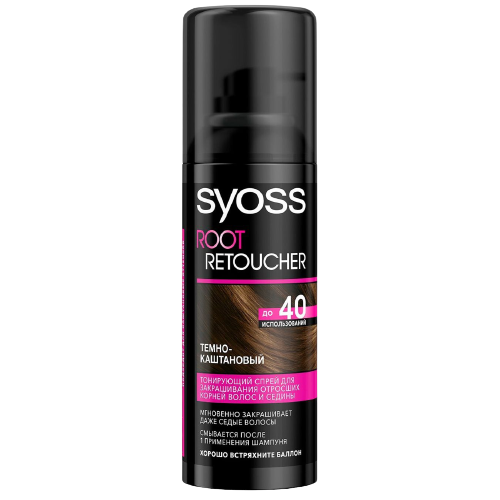 SYOSS
ROOT
RETOUCHER
до 40
ИСПОЛЬЗОВАНИЙ
ТЕМНО-
КАШТАНОВЫЙ
ТОНИРУЮЩИЙ СПРЕЙ ДЛЯ
ЗАКРАШИВАНИЯ ОТРОСШИХ
КОРНЕЙ ВОЛОС И СЕДИНЫ
МГНОВЕННО ЗАКРАШИВАЕТ
ДАЖЕ СЕДЫЕ ВОЛОСЫ
СМЫВАЕТСЯ ПОСЛЕ
1 ПРИМЕНЕНИЯ ШАМПУНЯ
ХОРОШО ВСТРЯХНИТЕ БАЛЛОН